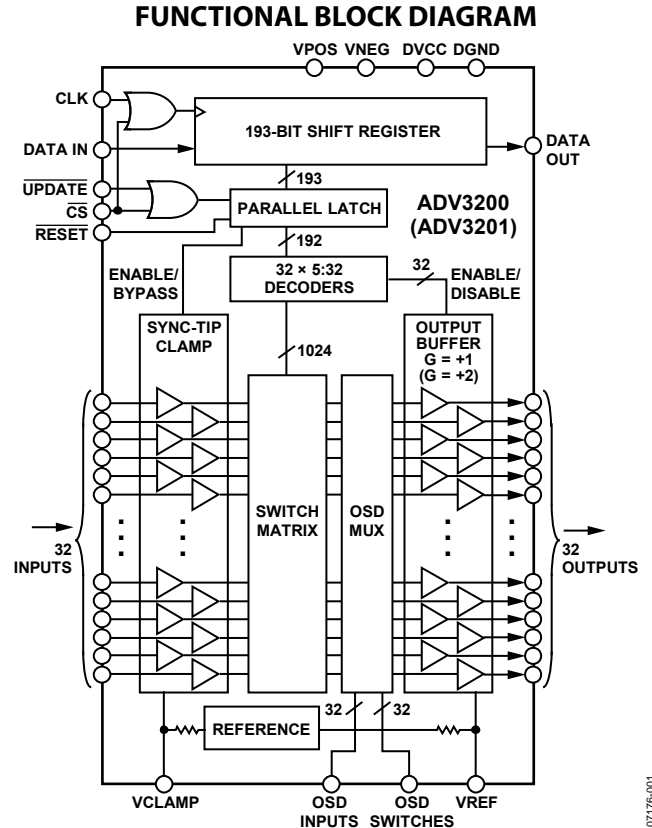 FUNCTIONAL BLOCK DIAGRAM
VPOS VNEG DVCC DGND
CLK
193-BIT SHIFT REGISTER
DATA IN
DATA
OUT
193
UPDATE
CS
PARALLEL LATCH
ADV3200
(ADV3201)
RESET
192
ENABLE/
BYPASS
32 × 5:32
DECODERS
32
ENABLE/
DISABLE
SYNC-TIP
CLAMP
OUTPUT
BUFFER
G = +1
(G = +2)
1024
SWITCH
MATRIX
OSD
MUX
32
INPUTS
32
OUTPUTS
32
32
REFERENCE
VCLAMP
OSD
INPUTS
OSD
SWITCHES
VREF
07176-001